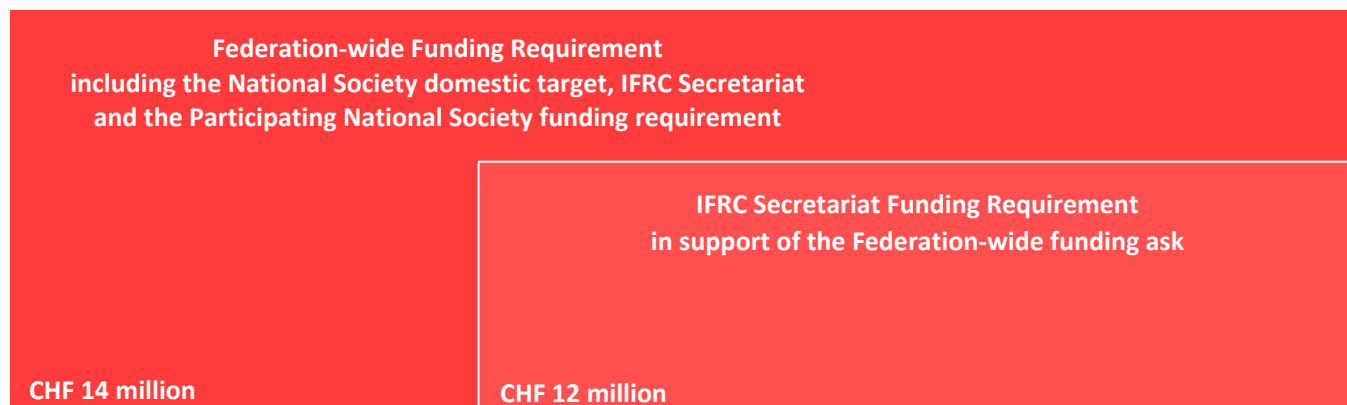 Federation-wide Funding Requirement
including the National Society domestic target, IFRC Secretariat
and the Participating National Society funding requirement
IFRC Secretariat Funding Requirement
in support of the Federation-wide funding ask
CHF 14 million
CHF 12 million